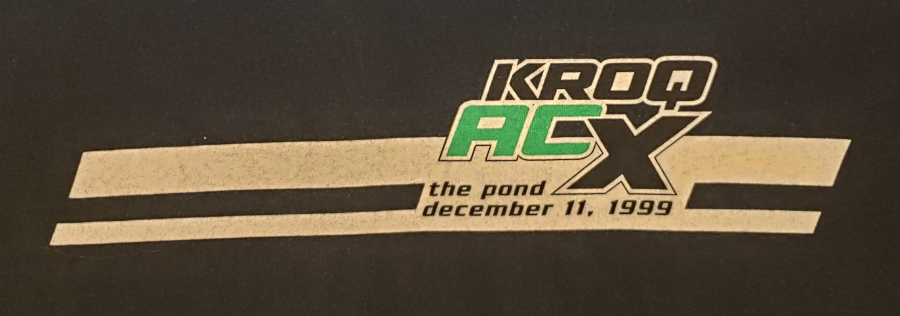 KROQ
ACX
the pond
december 11, 1999